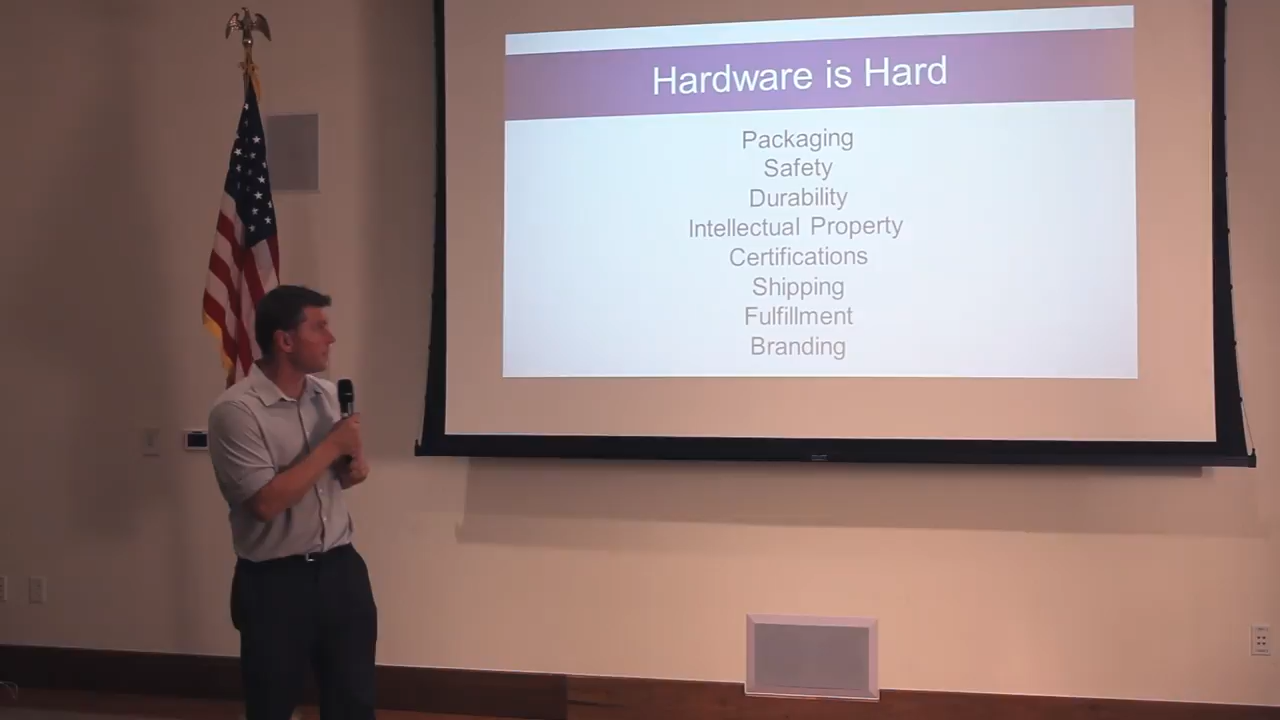 Hardware is Hard
Packaging
Safety
Durability
Intellectual Property
Certifications
Shipping
Fulfillment
Branding